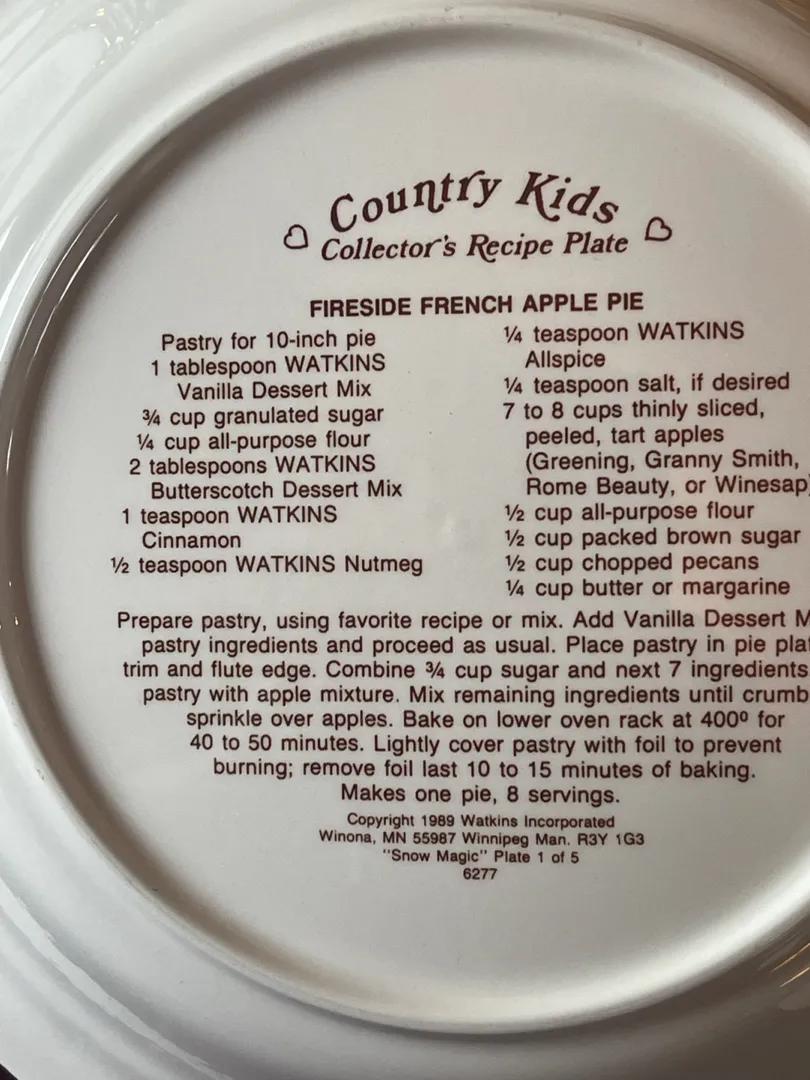 Country Kids
Collector's Recipe Plate
FIRESIDE FRENCH APPLE PIE
Pastry for 10-inch pie
1 tablespoon WATKINS
Vanilla Dessert Mix
¾ cup granulated sugar
¼ cup all-purpose flour
2 tablespoons WATKINS
Butterscotch Dessert Mix
1 teaspoon WATKINS
Cinnamon
½ teaspoon WATKINS Nutmeg
¼ teaspoon WATKINS
Allspice
¼ teaspoon salt, if desired
7 to 8 cups thinly sliced,
peeled, tart apples
(Greening, Granny Smith,
Rome Beauty, or Winesap)
½ cup all-purpose flour
½ cup packed brown sugar
½ cup chopped pecans
¼ cup butter or margarine
Prepare pastry, using favorite recipe or mix. Add Vanilla Dessert
pastry ingredients and proceed as usual. Place pastry in pie
trim and flute edge. Combine ¾ cup sugar and next 7 ingredients
pastry with apple mixture. Mix remaining ingredients until
sprinkle over apples. Bake on lower oven rack at 400º for
40 to 50 minutes. Lightly cover pastry with foil to prevent
burning; remove foil last 10 to 15 minutes of baking.
Makes one pie, 8 servings.
Copyright 1989 Watkins Incorporated
Winona, MN 55987 Winnipeg Man. R3Y 1G3
"Snow Magic" Plate 1 of 5
6277